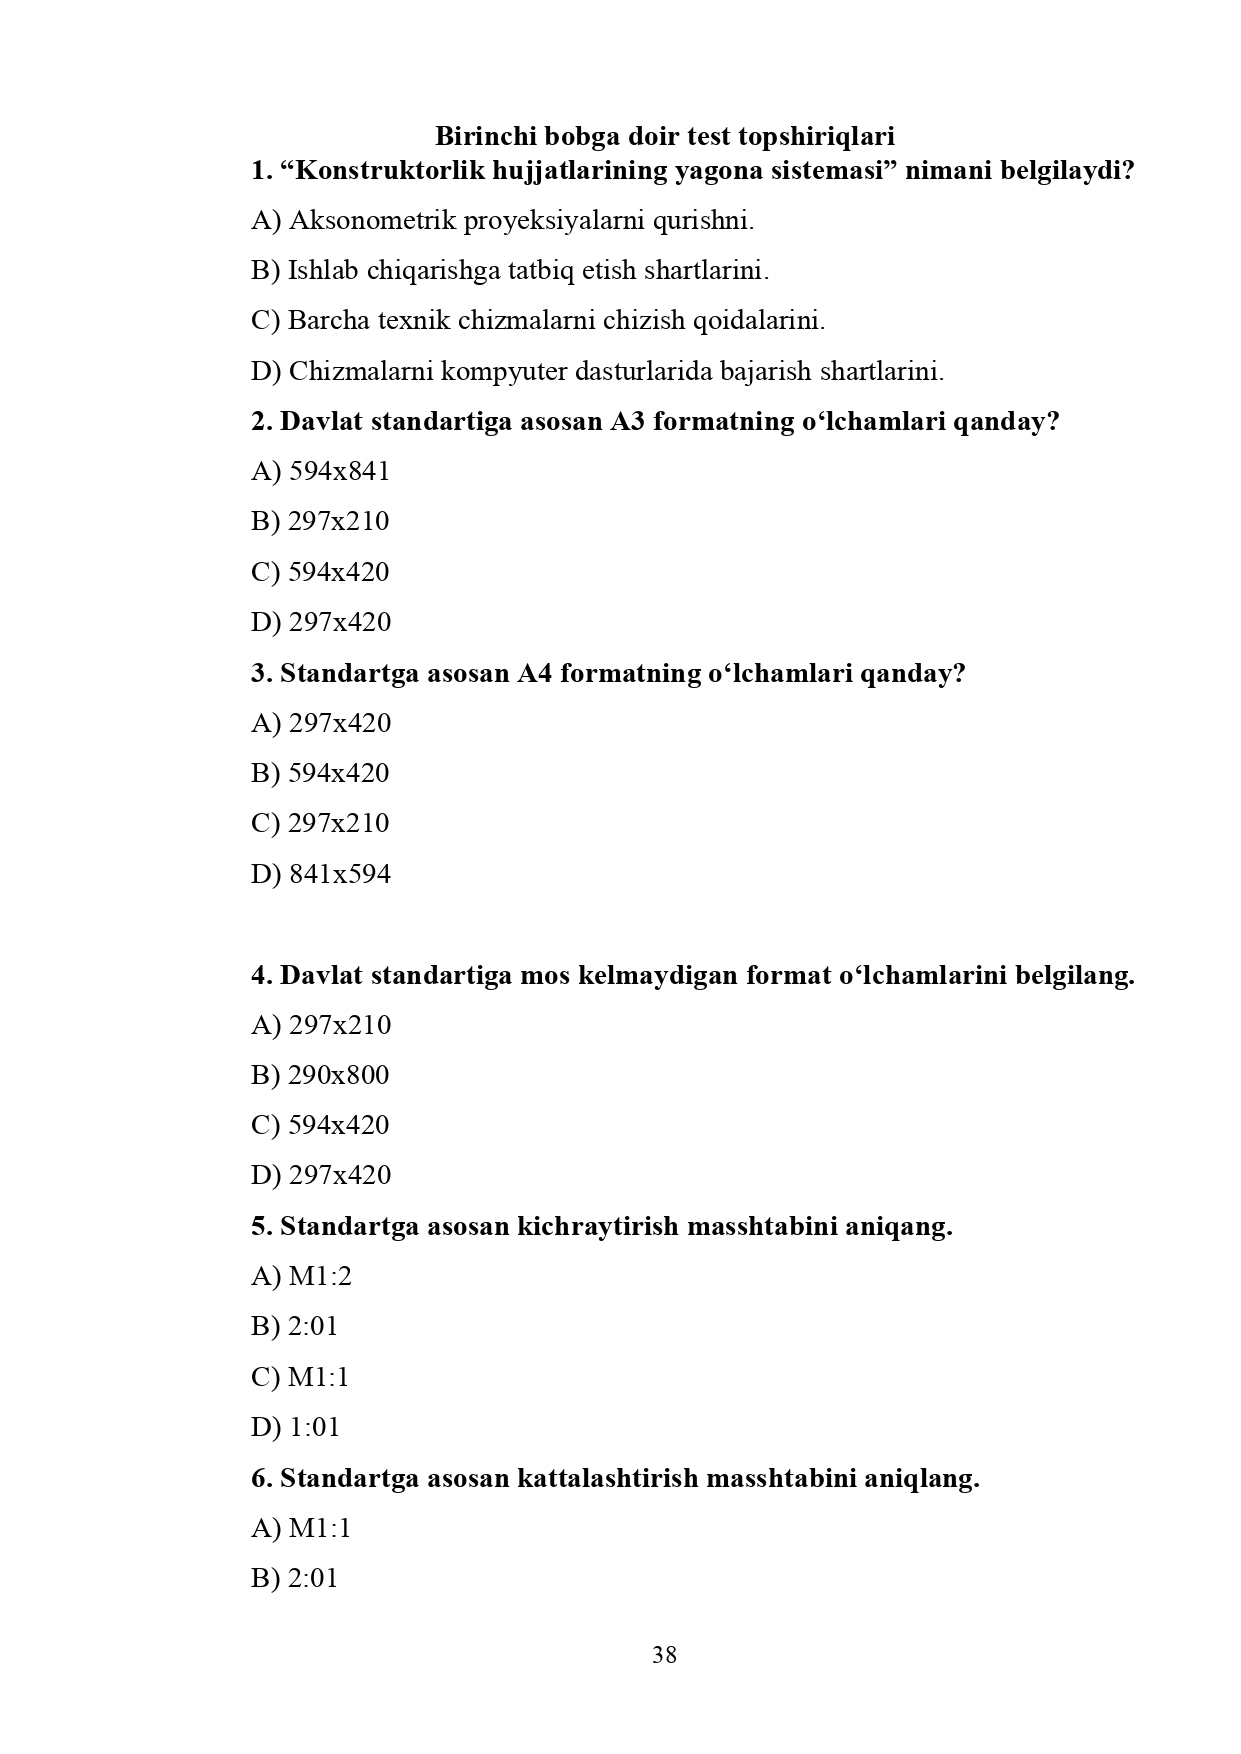 Birinchi bobga doir test topshiriqlari
1. “Konstruktorlik hujjatlarining yagona sistemasi” nimani belgilaydi?
A) Aksonometrik proyeksiyalarni qurishni.
B) Ishlab chiqarishga tatbiq etish shartlarini.
C) Barcha texnik chizmalarni chizish qoidalarini.
D) Chizmalarni kompyuter dasturlarida bajarish shartlarini.
2. Davlat standartiga asosan A3 formatning o‘lchamlari qanday?
A) 594x841
B) 297x210
C) 594x420
D) 297x420
3. Standartga asosan A4 formatning o‘lchamlari qanday?
A) 297x420
B) 594x420
C) 297x210
D) 841x594
4. Davlat standartiga mos kelmaydigan format o‘lchamlarini belgilang.
A) 297x210
B) 290x800
C) 594x420
D) 297x420
5. Standartga asosan kichraytirish masshtabini aniqang.
A) M1:2
B) 2:01
C) M1:1
D) 1:01
6. Standartga asosan kattalashtirish masshtabini aniqlang.
A) M1:1
B) 2:01
38